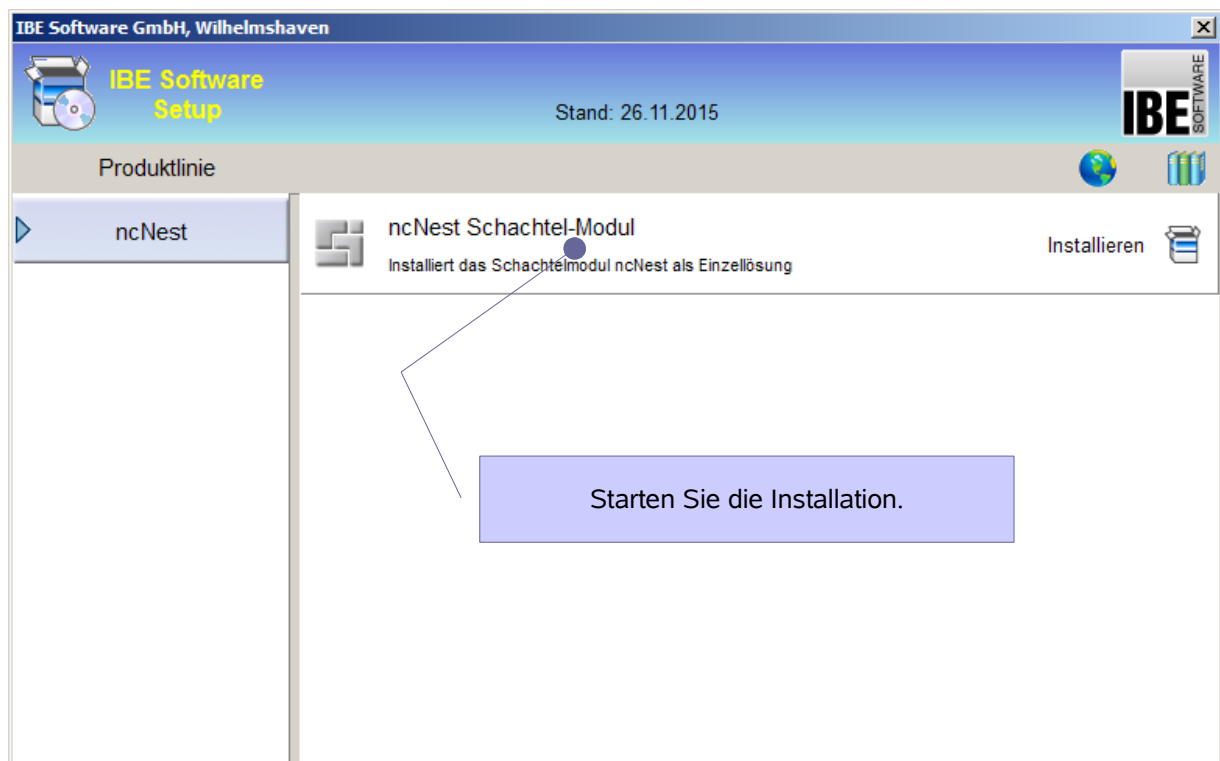 IBE Software GmbH, Wilhelmshaven
IBE Software
Setup
Stand: 26.11.2015
IBE
SOFTWARE
Produktlinie
ncNest
ncNest Schachtel-Modul
Installiert das Schachtelmodul ncNest als Einzellösung
Installieren
Starten Sie die Installation.